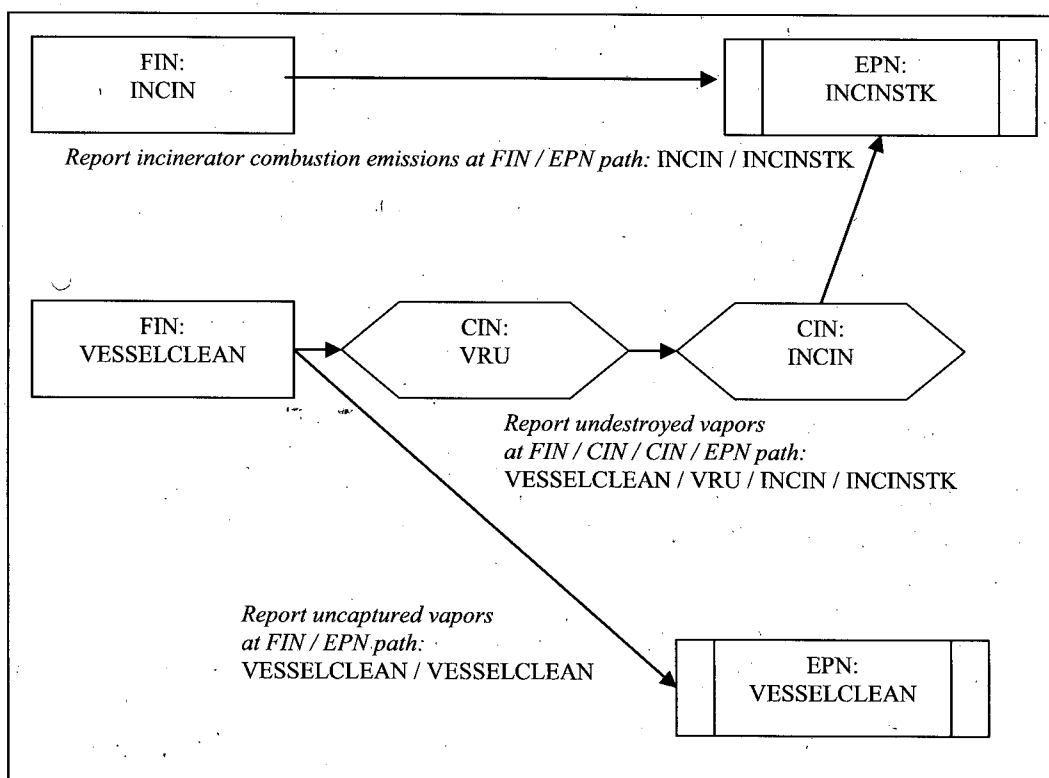 FIN:
INCIN
EPN:
INCINSTK
Report incinerator combustion emissions at FIN / EPN path: INCIN / INCINSTK
FIN:
VESSELCLEAN
CIN:
VRU
CIN:
INCIN
Report undestroyed vapors
at FIN / CIN / CIN / EPN path:
VESSELCLEAN / VRU / INCIN / INCINSTK
Report uncaptured vapors
at FIN / EPN path:
VESSELCLEAN / VESSELCLEAN
EPN:
VESSELCLEAN